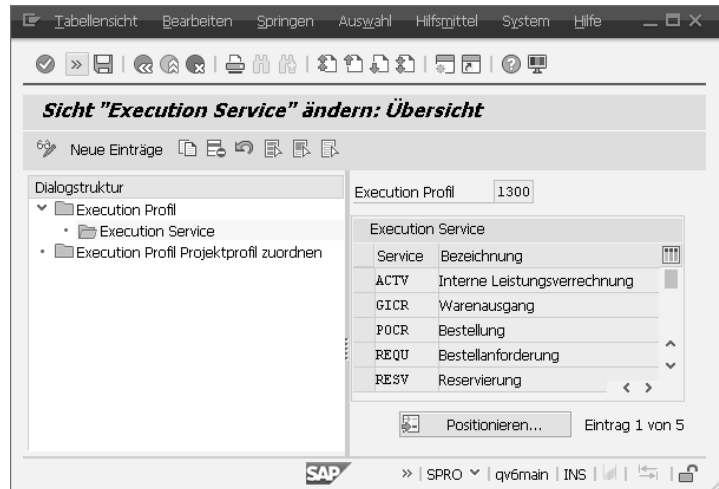 Tabellensicht Bearbeiten Springen Auswahl Hilfsmittel System Hilfe
Sicht "Execution Service" ändern: Übersicht
Neue Einträge
Dialogstruktur
Execution Profil
Execution Service
Execution Profil Projektprofil zuordnen
Execution Profil 1300
Execution Service
Service Bezeichnung
ACTV Interne Leistungsverrechnung
GICR Warenausgang
POCR Bestellung
REQU Bestellanforderung
RESV Reservierung
Positionieren... Eintrag 1 von 5
SAP » | SPRO | qv6main | INS